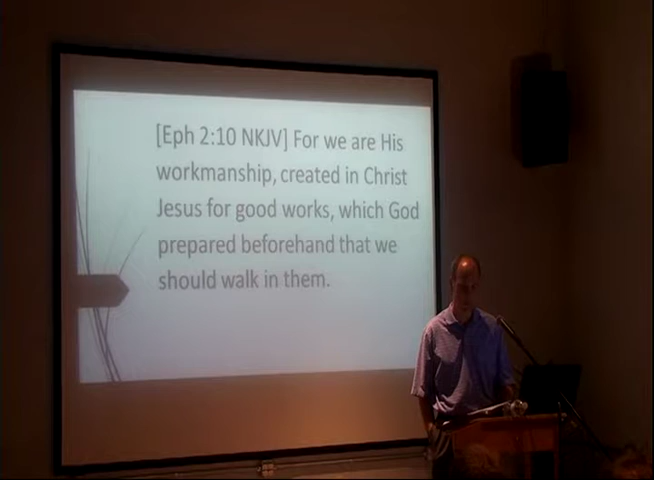 [Eph 2:10 NKJV] For we are His
workmanship, created in Christ
Jesus for good works, which God
prepared beforehand that we
should walk in them.